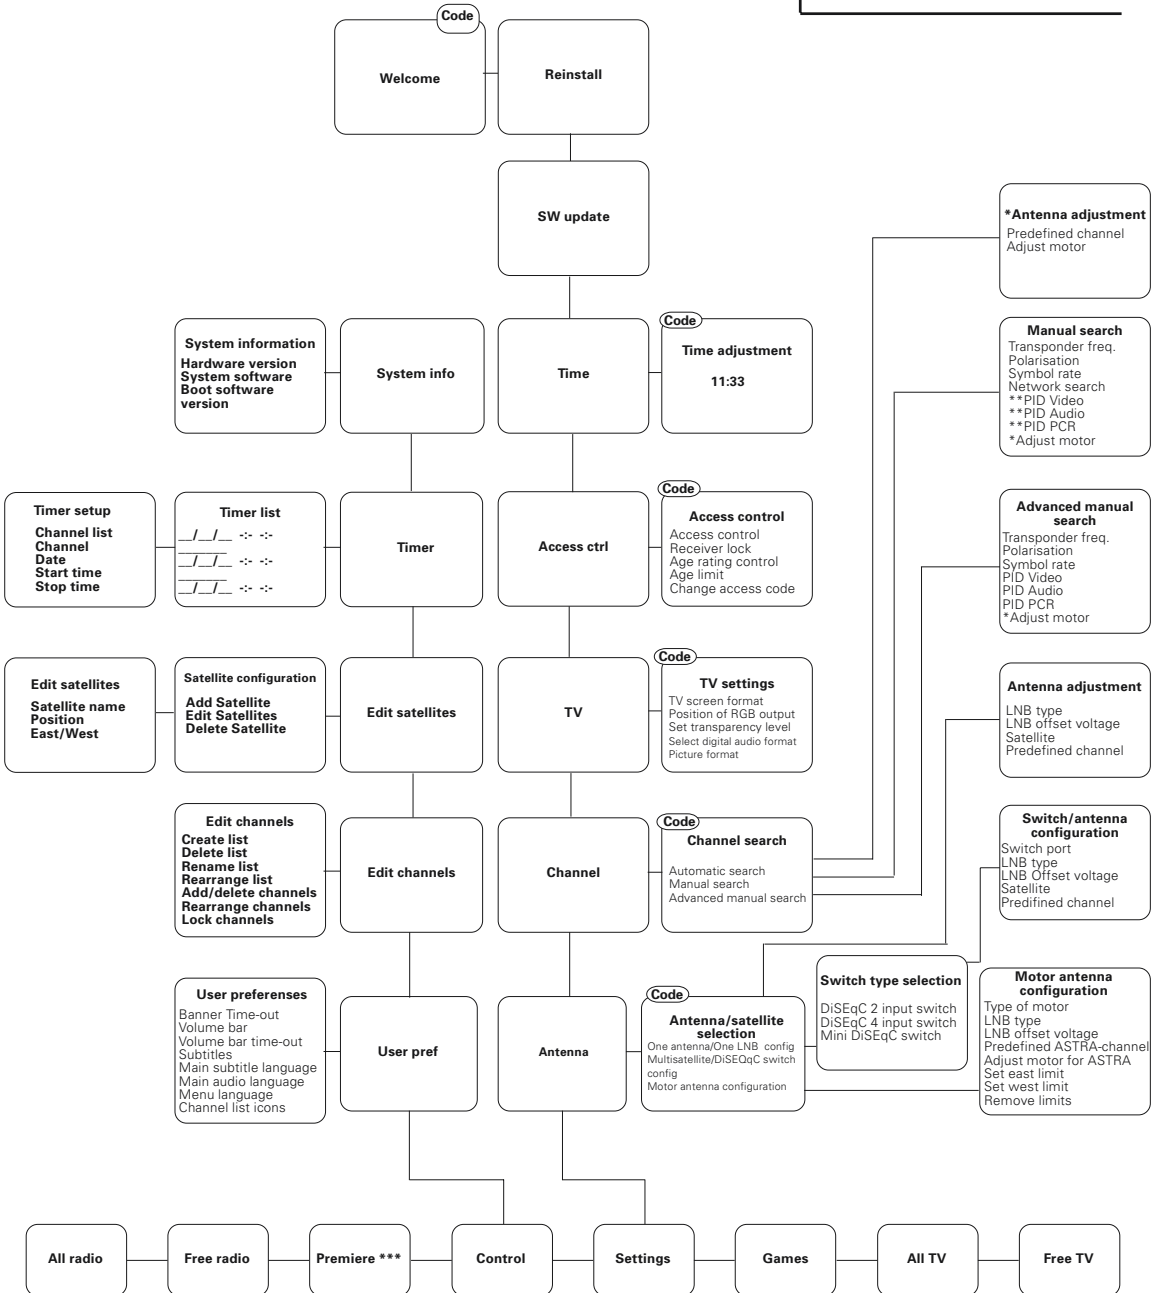 Code
Welcome
Reinstall
SW update
*Antenna adjustment
Predefined channel
Adjust motor
System information
Hardware version
System software
Boot software
version
System info
Time
Code
Time adjustment
11:33
Manual search
Transponder freq.
Polarisation
Symbol rate
Network search
**PID Video
**PID Audio
**PID PCR
*Adjust motor
Timer setup
Channel list
Channel
Date
Start time
Stop time
Timer list
__/__/__ -:- -:-
_______
__/__/__ -:- -:-
_______
__/__/__ -:- -:-
Timer
Access ctrl
Code
Access control
Access control
Receiver lock
Age rating control
Age limit
Change access code
Advanced manual
search
Transponder freq.
Polarisation
Symbol rate
PID Video
PID Audio
PID PCR
*Adjust motor
Edit satellites
Satellite name
Position
East/West
Satellite configuration
Add Satellite
Edit Satellites
Delete Satellite
Edit satellites
TV
Code
TV settings
TV screen format
Position of RGB output
Set transparency level
Select digital audio format
Picture format
Antenna adjustment
LNB type
LNB offset voltage
Satellite
Predefined channel
Edit channels
Create list
Delete list
Rename list
Rearrange list
Add/delete channels
Rearrange channels
Lock channels
Edit channels
Channel
Code
Channel search
Automatic search
Manual search
Advanced manual search
Switch/antenna
configuration
Switch port
LNB type
LNB Offset voltage
Satellite
Predifined channel
User preferenses
Banner Time-out
Volume bar
Volume bar time-out
Subtitles
Main subtitle language
Main audio language
Menu language
Channel list icons
User pref
Antenna
Code
Antenna/satellite
selection
One antenna/One LNB config
Multisatellite/DiSEQqC switch
config
Motor antenna configuration
Switch type selection
DiSEqC 2 input switch
DiSEqC 4 input switch
Mini DiSEqC switch
Motor antenna
configuration
Type of motor
LNB type
LNB offset voltage
Predefined ASTRA-channel
Adjust motor for ASTRA
Set east limit
Set west limit
Remove limits
All radio
Free radio
Premiere ***
Control
Settings
Games
All TV
Free TV